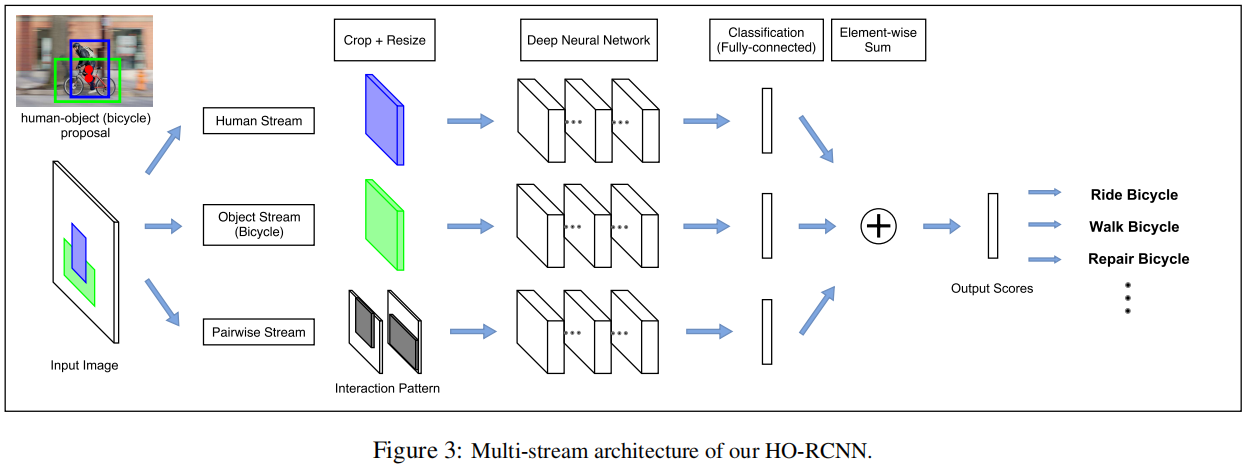 Crop + Resize
Deep Neural Network
Classification
(Fully-connected)
Element-wise
Sum
human-object (bicycle)
proposal
Human Stream
Object Stream
(Bicycle)
Pairwise Stream
Input Image
Interaction Pattern
Output Scores
Ride Bicycle
Walk Bicycle
Repair Bicycle
Figure 3: Multi-stream architecture of our HO-RCNN.